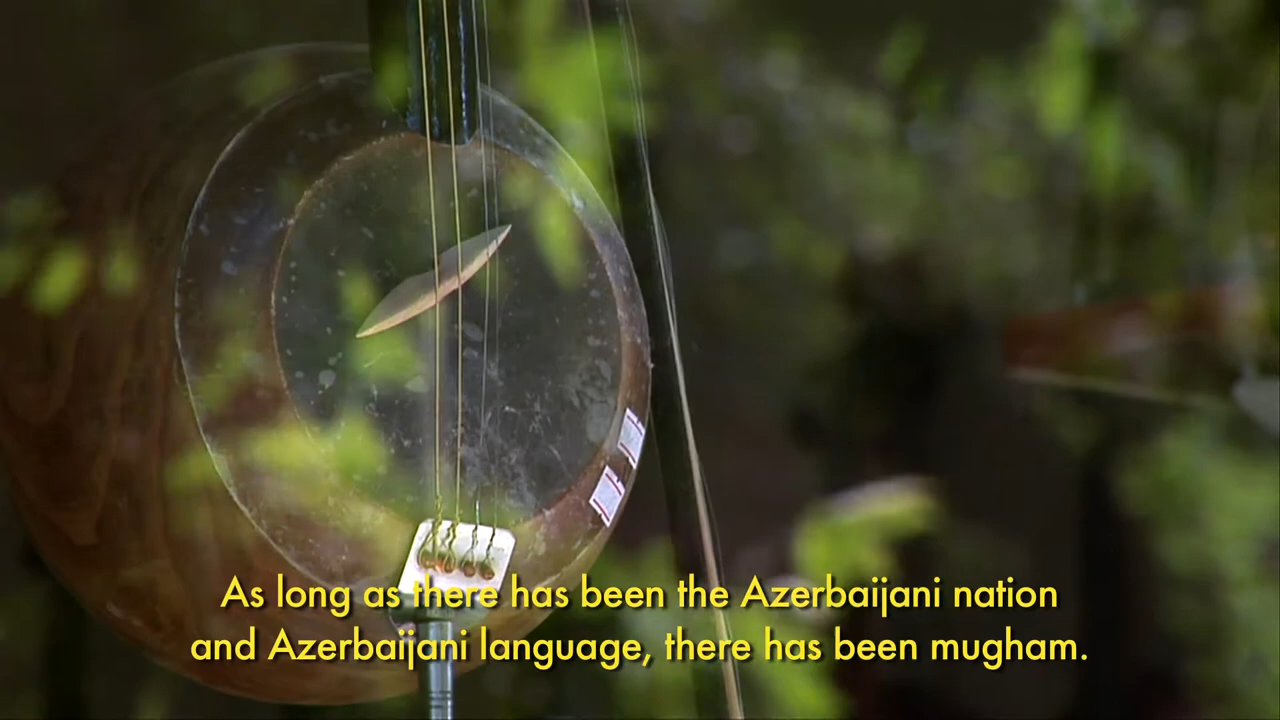 As long as there has been the Azerbaijani nation
and Azerbaijani language, there has been mugham.